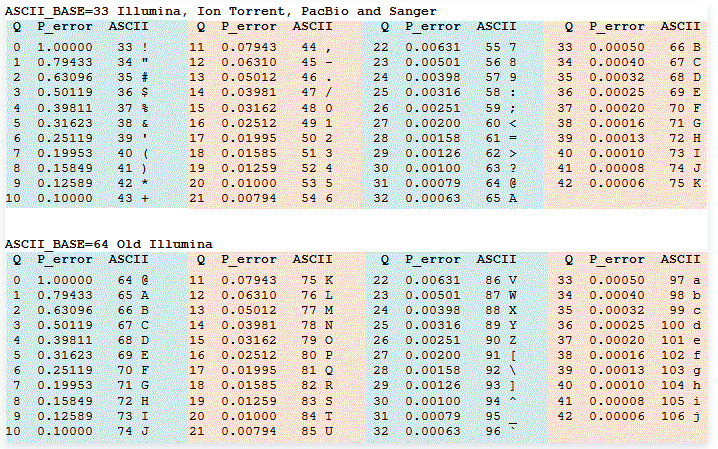 ASCII_BASE=33 Illumina, Ion Torrent, PacBio and Sanger
Q P_error ASCII Q P_error ASCII Q P_error ASCII Q P_error ASCII
0 1.00000 33 ! 11 0.07943 44 , 22 0.00631 55 7 33 0.00050 66 B
1 0.79433 34 " 12 0.06310 45 - 23 0.00501 56 8 34 0.00040 67 C
2 0.63096 35 # 13 0.05012 46 . 24 0.00398 57 9 35 0.00032 68 D
3 0.50119 36 $ 14 0.03981 47 / 25 0.00316 58 : 36 0.00025 69 E
4 0.39811 37 % 15 0.03162 48 0 26 0.00251 59 ; 37 0.00020 70 F
5 0.31623 38 & 16 0.02512 49 1 27 0.00200 60 < 38 0.00016 71 G
6 0.25119 39 ' 17 0.01995 50 2 28 0.00158 61 = 39 0.00013 72 H
7 0.19953 40 ( 18 0.01585 51 3 29 0.00126 62 > 40 0.00010 73 I
8 0.15849 41 ) 19 0.01259 52 4 30 0.00100 63 ? 41 0.00008 74 J
9 0.12589 42 * 20 0.01000 53 5 31 0.00079 64 @ 42 0.00006 75 K
10 0.10000 43 + 21 0.00794 54 6 32 0.00063 65 A
ASCII_BASE=64 Old Illumina
Q P_error ASCII Q P_error ASCII Q P_error ASCII Q P_error ASCII
0 1.00000 64 @ 11 0.07943 75 K 22 0.00631 86 V 33 0.00050 97 a
1 0.79433 65 A 12 0.06310 76 L 23 0.00501 87 W 34 0.00040 98 b
2 0.63096 66 B 13 0.05012 77 M 24 0.00398 88 X 35 0.00032 99 c
3 0.50119 67 C 14 0.03981 78 N 25 0.00316 89 Y 36 0.00025 100 d
4 0.39811 68 D 15 0.03162 79 O 26 0.00251 90 Z 37 0.00020 101 e
5 0.31623 69 E 16 0.02512 80 P 27 0.00200 91 [ 38 0.00016 102 f
6 0.25119 70 F 17 0.01995 81 Q 28 0.00158 92 \ 39 0.00013 103 g
7 0.19953 71 G 18 0.01585 82 R 29 0.00126 93 ] 40 0.00010 104 h
8 0.15849 72 H 19 0.01259 83 S 30 0.00100 94 ^ 41 0.00008 105 i
9 0.12589 73 I 20 0.01000 84 T 31 0.00079 95 _ 42 0.00006 106 j
10 0.10000 74 J 21 0.00794 85 U 32 0.00063 96 `